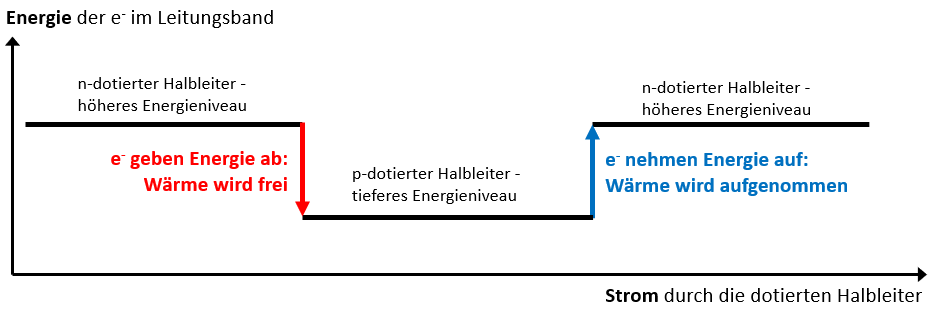 Energie der e- im Leitungsband
n-dotierter Halbleiter -
höheres Energieniveau
n-dotierter Halbleiter -
höheres Energieniveau
e- geben Energie ab:
Wärme wird frei
p-dotierter Halbleiter -
tieferes Energieniveau
e- nehmen Energie auf:
Wärme wird aufgenommen
Strom durch die dotierten Halbleiter